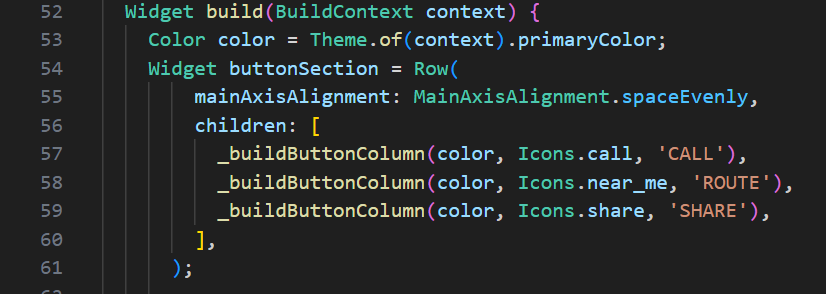 52 Widget build(BuildContext context) {
53 Color color = Theme.of(context).primaryColor;
54 Widget buttonSection = Row(
55 mainAxisAlignment: MainAxisAlignment.spaceEvenly,
56 children: [
57 _buildButtonColumn(color, Icons.call, 'CALL'),
58 _buildButtonColumn(color, Icons.near_me, 'ROUTE'),
59 _buildButtonColumn(color, Icons.share, 'SHARE'),
60 ],
61 );